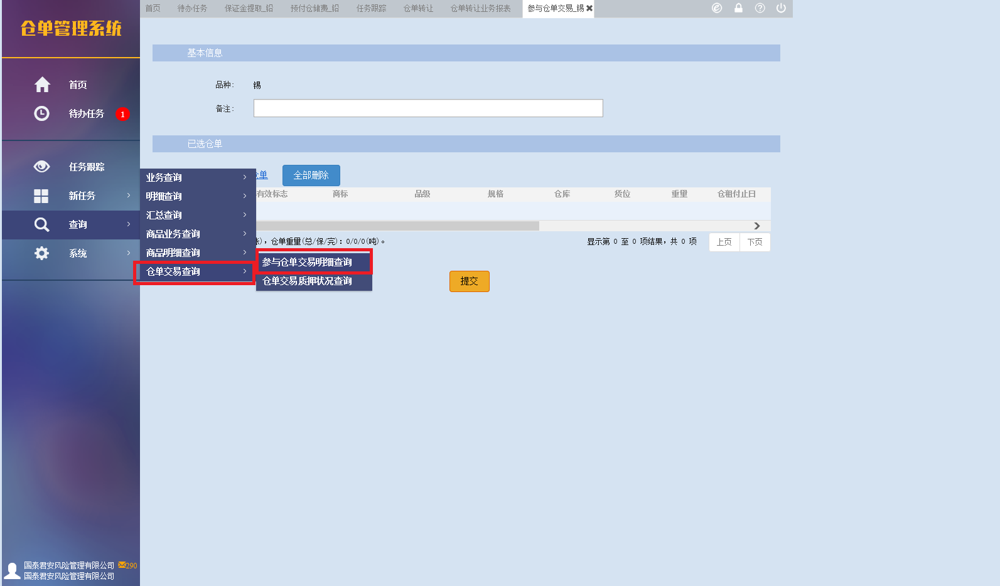 仓单管理系统
首页 待办任务 保证金提取_铅 预付仓储费_铅 任务跟踪 仓单转让 仓单转让业务报表 参与仓单交易_锡
首页
待办任务 1
任务跟踪
新任务
查询
系统
基本信息
品种： 锡
备注：
已选仓单
仓单 全部删除
有效标志 商标 品级 规格 仓库 货位 重量 仓租付止日
张)，仓单重量(总/保/完)：0/0/0(吨)。
显示第 0 至 0 项结果，共 0 项 上页 下页
业务查询
明细查询
汇总查询
商品业务查询
商品明细查询
仓单交易查询
参与仓单交易明细查询
仓单交易质押状况查询
提交
国泰君安风险管理有限公司 290
国泰君安风险管理有限公司